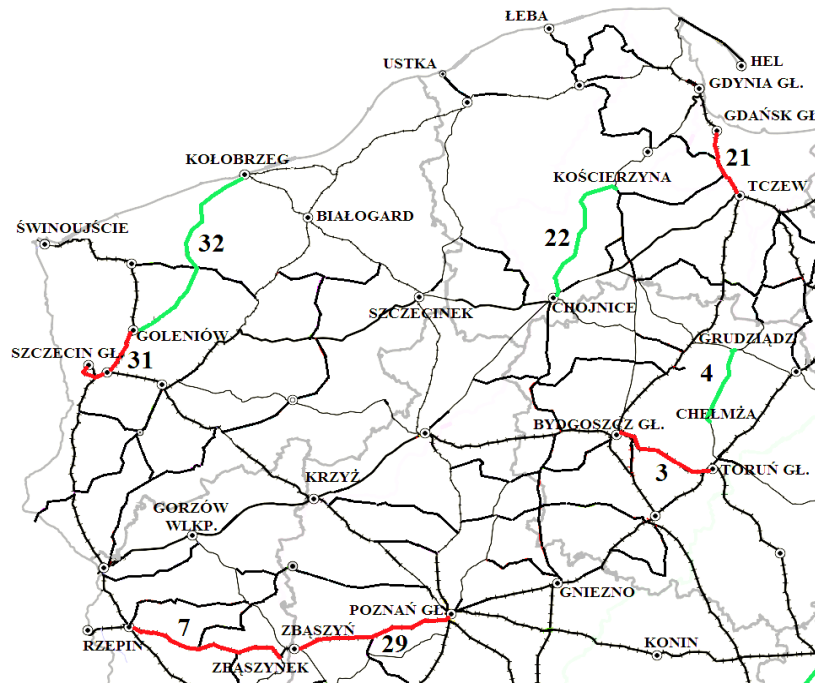 ŁEBA
HEL
USTKA
GDYNIA GŁ.
GDAŃSK GŁ
21
KOŁOBRZEG
KOŚCIERZYNA
TCZEW
BIAŁOGARD
ŚWINOUJŚCIE
32
22
SZCZECINEK
CHOJNICE
GOLENIÓW
GRUDZIĄDZ
SZCZECIN GŁ.
31
4
CHEŁMŻA
BYDGOSZCZ GŁ.
3
TORUŃ GŁ.
KRZYŻ
GORZÓW
WLKP.
GNIEZNO
POZNAŃ GŁ
7
ZBĄSZYŃ
29
RZEPIN
KONIN
ZBĄSZYNEK